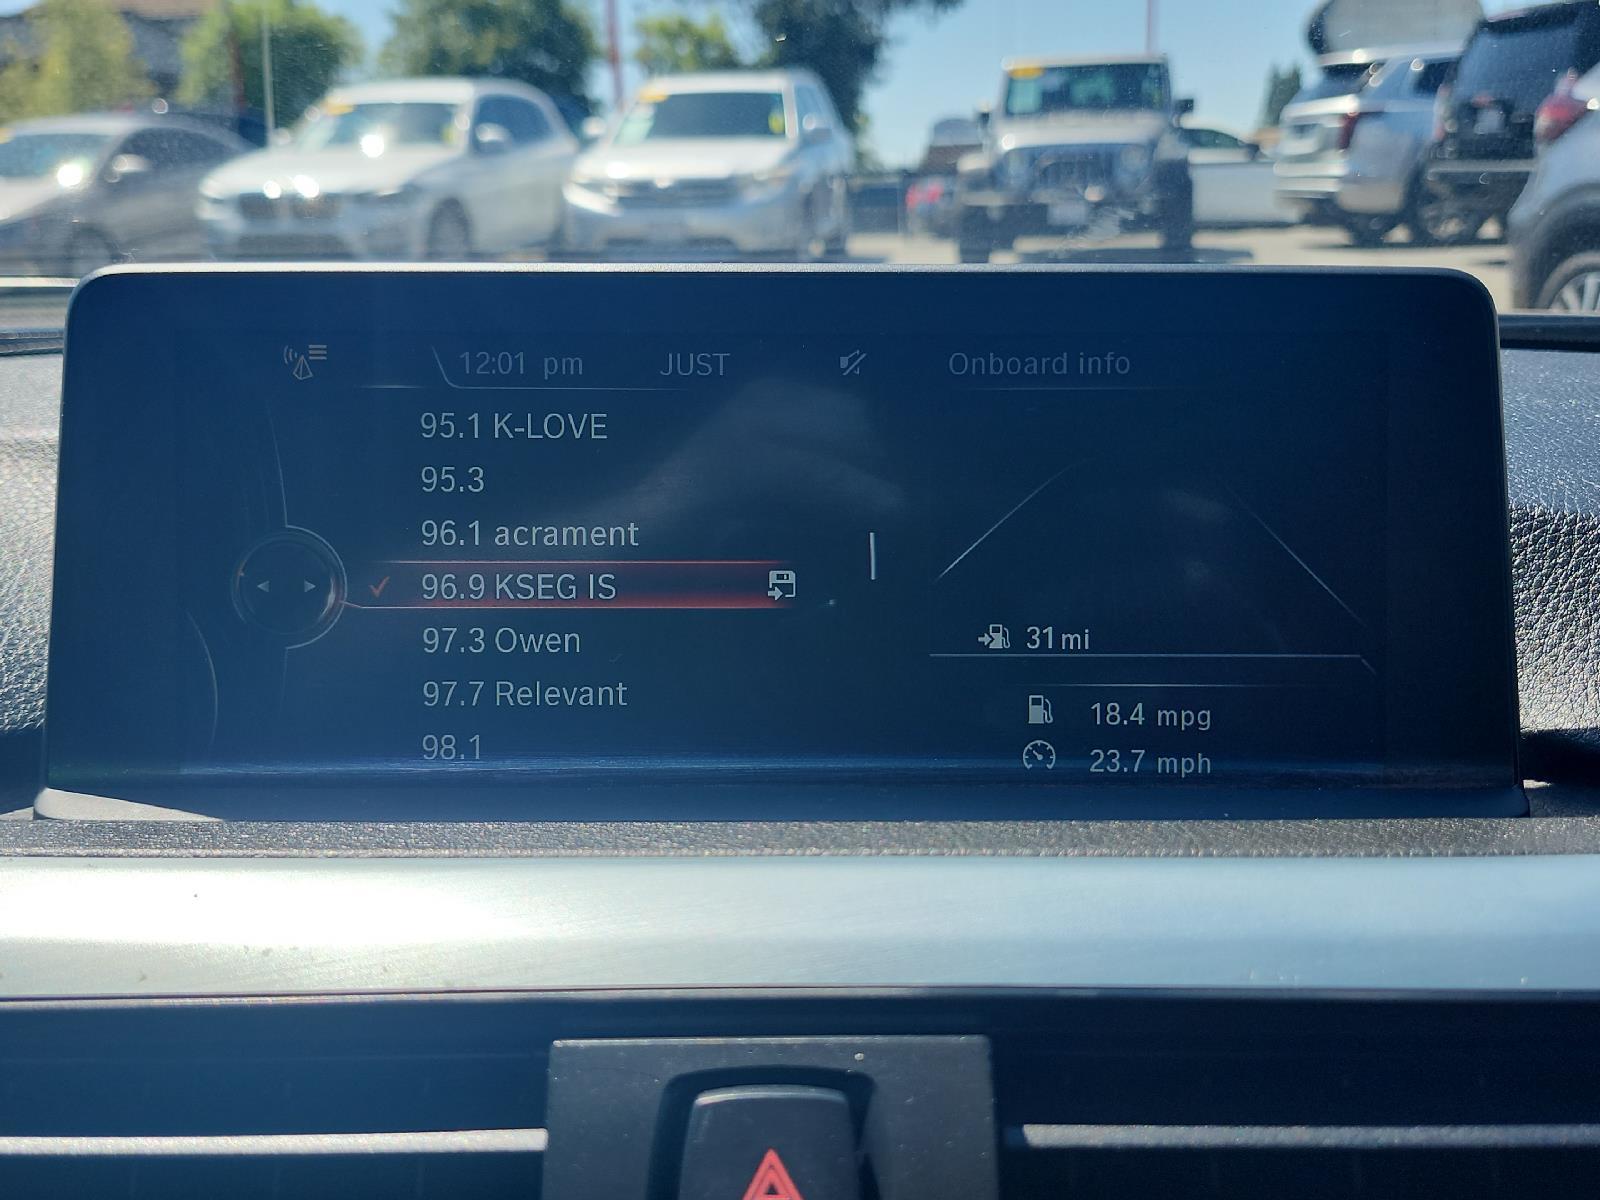 12:01 pm JUST Onboard info
95.1 K-LOVE
95.3
96.1 acrament
96.9 KSEG IS
97.3 Owen
97.7 Relevant
98.1
31 mi
18.4 mpg
23.7 mph